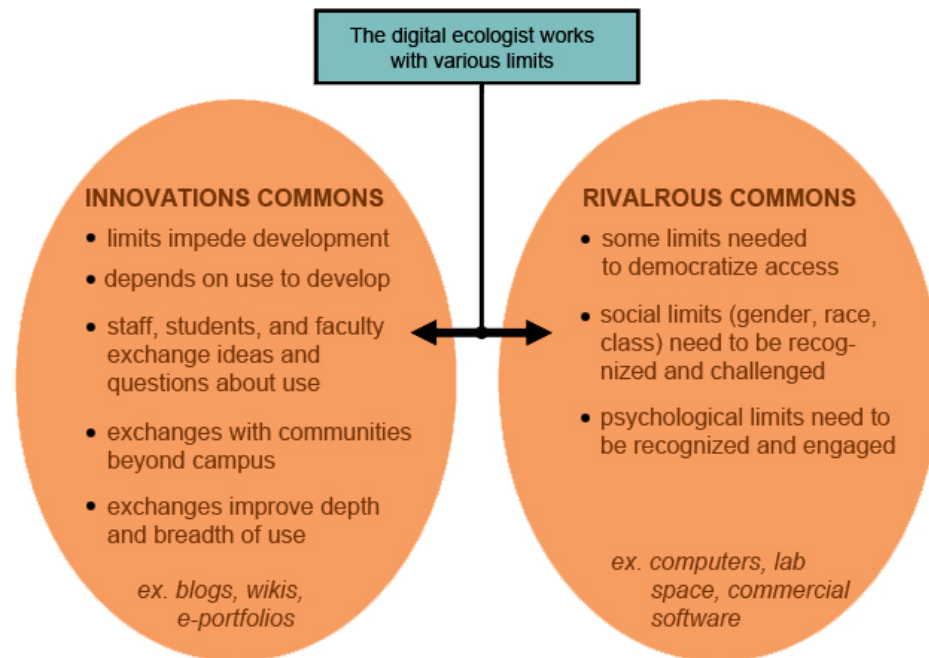 The digital ecologist works
with various limits
INNOVATIONS COMMONS
• limits impede development
• depends on use to develop
• staff, students, and faculty
exchange ideas and
questions about use
• exchanges with communities
beyond campus
• exchanges improve depth
and breadth of use
ex. blogs, wikis,
e-portfolios
RIVALROUS COMMONS
• some limits needed
to democratize access
• social limits (gender, race,
class) need to be recog-
nized and challenged
• psychological limits need to
be recognized and engaged
ex. computers, lab
space, commercial
software